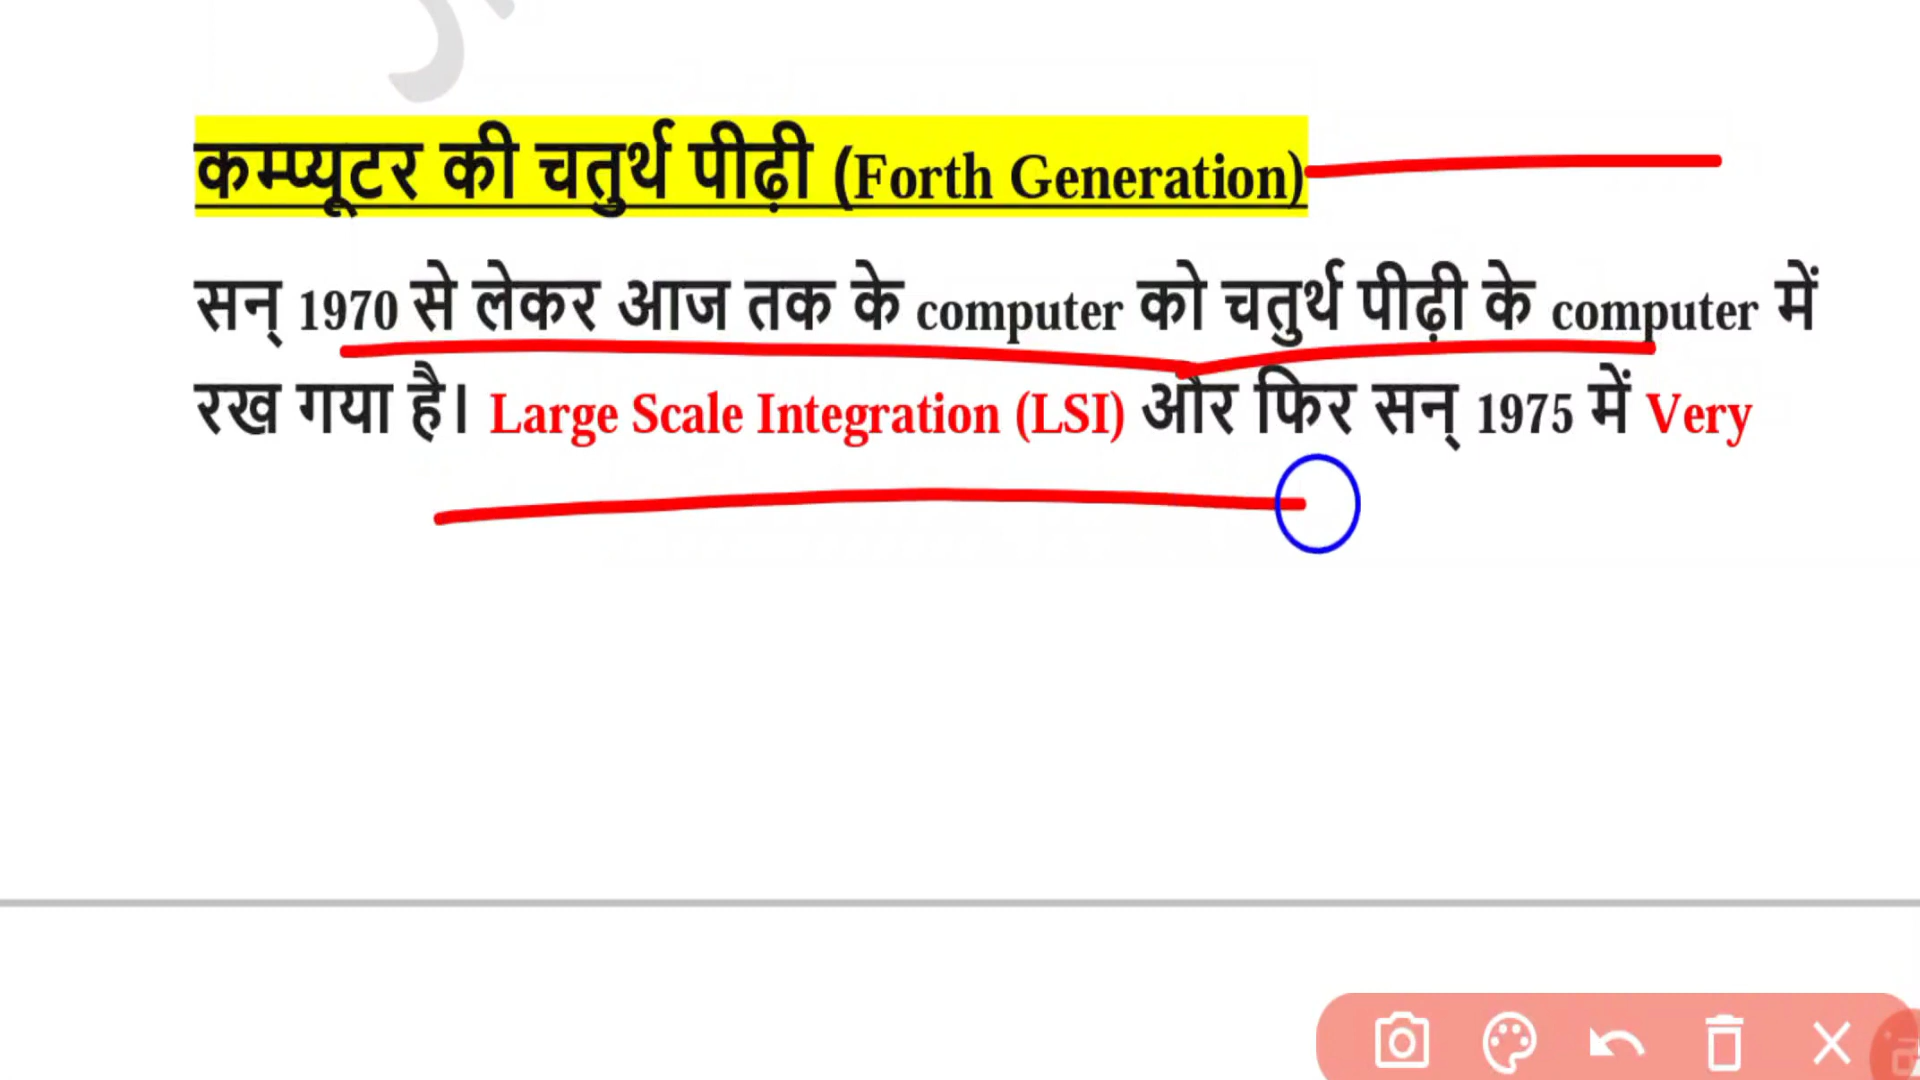 कम्प्यूटर की चतुर्थ पीढ़ी (Forth Generation)
सन् 1970 से लेकर आज तक के computer को चतुर्थ पीढ़ी के computer में
रख गया है। Large Scale Integration (LSI) और फिर सन् 1975 में Very